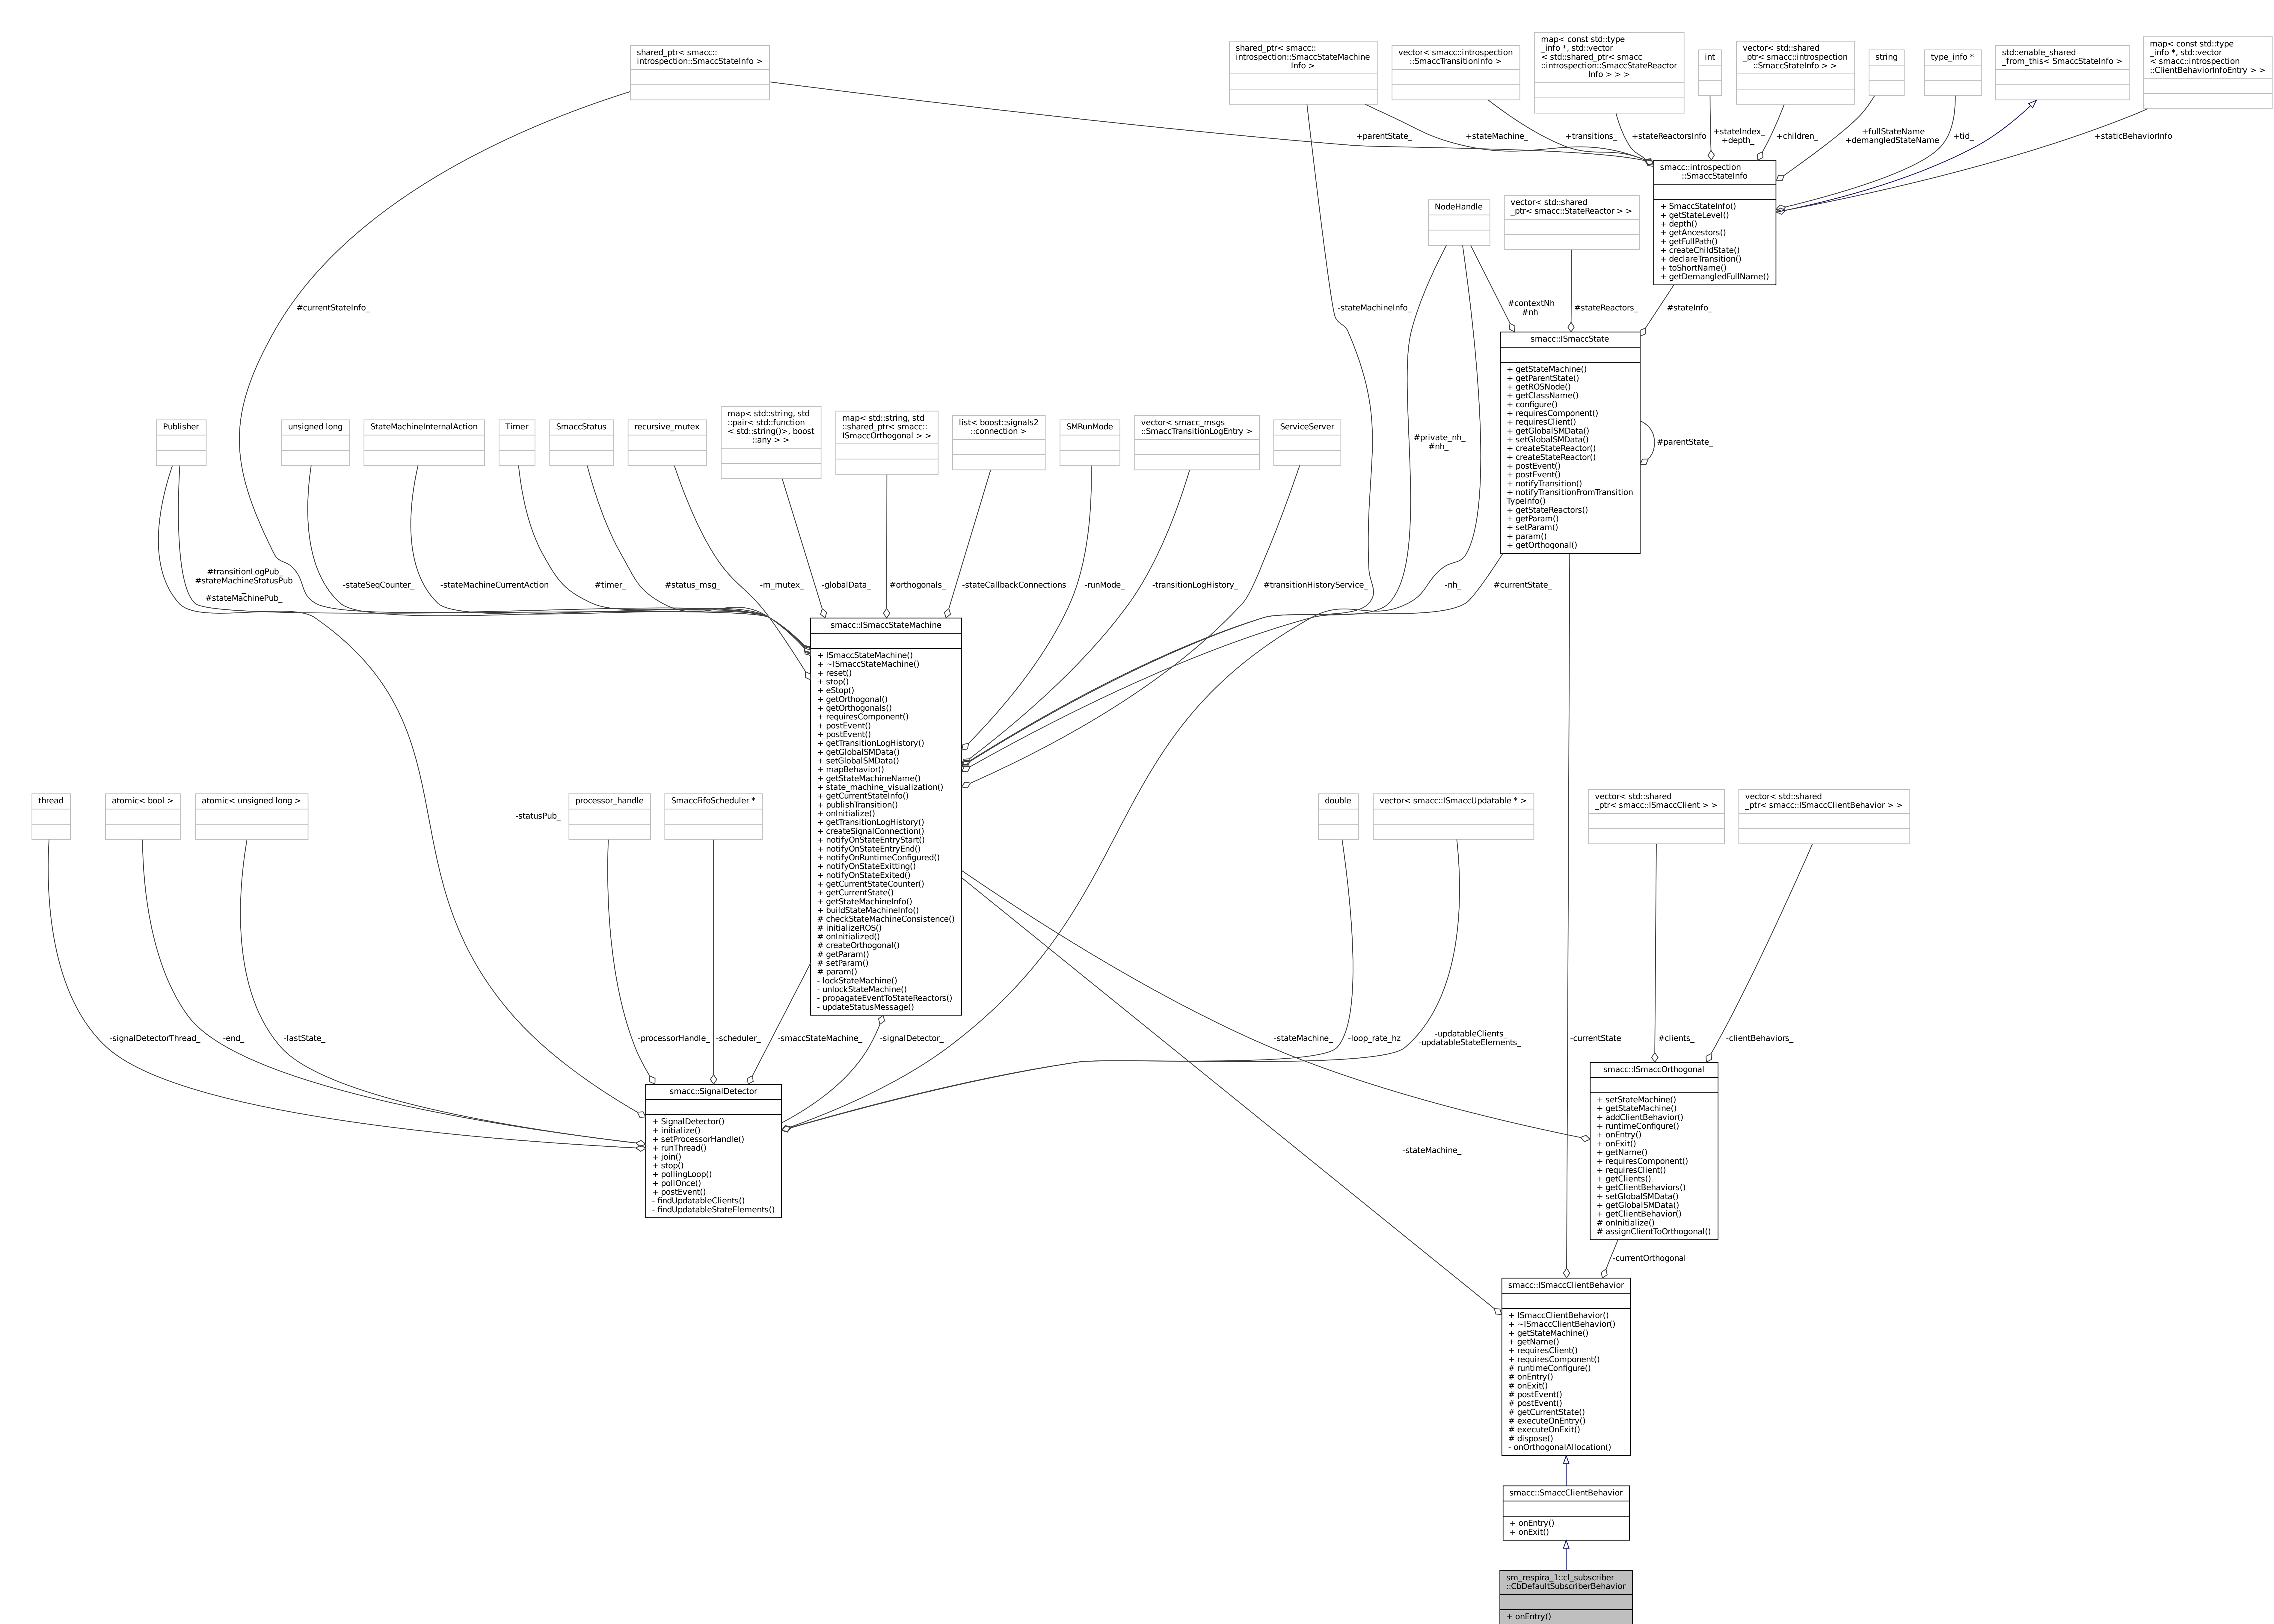 shared_ptr< smacc::
introspection::SmaccStateInfo >
shared_ptr< smacc::
introspection::SmaccStateMachine
Info >
vector< smacc::introspection
::SmaccTransitionInfo >
map< const std::type
_info *, std::vector
< std::shared_ptr< smacc
::introspection::SmaccStateReactor
Info > > >
int
vector< std::shared
_ptr< smacc::introspection
::SmaccStateInfo > >
string
type_info *
std::enable_shared
_from_this< SmaccStateInfo >
map< const std::type
_info *, std::vector
< smacc::introspection
::ClientBehaviorInfoEntry > >
+parentState_
+stateMachine_
+transitions_
+stateReactorsInfo
+stateIndex_
+depth_
+children_
+fullStateName
+demangledStateName
+tid_
+staticBehaviorInfo
smacc::introspection
::SmaccStateInfo
+ SmaccStateInfo()
+ getStateLevel()
+ depth()
+ getAncestors()
+ getFullPath()
+ createChildState()
+ declareTransition()
+ toShortName()
+ getDemangledFullName()
NodeHandle
vector< std::shared
_ptr< smacc::StateReactor > >
#currentStateInfo_
-stateMachineInfo_
#contextNh
#nh
#stateReactors_
#stateInfo_
smacc::ISmaccState
+ getStateMachine()
+ getParentState()
+ getROSNode()
+ getClassName()
+ configure()
+ requiresComponent()
+ requiresClient()
+ getGlobalSMData()
+ setGlobalSMData()
+ createStateReactor()
+ createStateReactor()
+ postEvent()
+ postEvent()
+ notifyTransition()
+ notifyTransitionFromTransition
TypeInfo()
+ getStateReactors()
+ getParam()
+ setParam()
+ param()
+ getOrthogonal()
#parentState_
#private_nh_
#nh_
Publisher
unsigned long
StateMachineInternalAction
Timer
SmaccStatus
recursive_mutex
map< std::string, std
::pair< std::function
< std::string()>, boost
::any > >
map< std::string, std
::shared_ptr< smacc::
ISmaccOrthogonal > >
list< boost::signals2
::connection >
SMRunMode
vector< smacc_msgs
::SmaccTransitionLogEntry >
ServiceServer
#transitionLogPub_
#stateMachineStatusPub
_
#stateMachinePub_
-stateSeqCounter_
-stateMachineCurrentAction
#timer_
#status_msg_
-m_mutex_
-globalData_
#orthogonals_
-stateCallbackConnections
-runMode_
-transitionLogHistory_
#transitionHistoryService_
-nh_
#currentState_
smacc::ISmaccStateMachine
+ ISmaccStateMachine()
+ ~ISmaccStateMachine()
+ reset()
+ stop()
+ eStop()
+ getOrthogonal()
+ getOrthogonals()
+ requiresComponent()
+ postEvent()
+ postEvent()
+ getTransitionLogHistory()
+ getGlobalSMData()
+ setGlobalSMData()
+ mapBehavior()
+ getStateMachineName()
+ state_machine_visualization()
+ getCurrentStateInfo()
+ publishTransition()
+ onInitialize()
+ getTransitionLogHistory()
+ createSignalConnection()
+ notifyOnStateEntryStart()
+ notifyOnStateEntryEnd()
+ notifyOnRuntimeConfigured()
+ notifyOnStateExitting()
+ notifyOnStateExited()
+ getCurrentStateCounter()
+ getCurrentState()
+ getStateMachineInfo()
+ buildStateMachineInfo()
# checkStateMachineConsistence()
# initializeROS()
# onInitialized()
# createOrthogonal()
# getParam()
# setParam()
# param()
- lockStateMachine()
- unlockStateMachine()
- propagateEventToStateReactors()
- updateStatusMessage()
thread
atomic< bool >
atomic< unsigned long >
-statusPub_
processor_handle
SmaccFifoScheduler *
double
vector< smacc::ISmaccUpdatable * >
vector< std::shared
_ptr< smacc::ISmaccClient > >
vector< std::shared
_ptr< smacc::ISmaccClientBehavior > >
-signalDetectorThread_
-end_
-lastState_
-processorHandle_
-scheduler_
-smaccStateMachine_
-signalDetector_
-stateMachine_
-loop_rate_hz
-updatableClients_
-updatableStateElements_
-currentState
#clients_
-clientBehaviors_
smacc::SignalDetector
+ SignalDetector()
+ initialize()
+ setProcessorHandle()
+ runThread()
+ join()
+ stop()
+ pollingLoop()
+ pollOnce()
+ postEvent()
- findUpdatableClients()
- findUpdatableStateElements()
smacc::ISmaccOrthogonal
+ setStateMachine()
+ getStateMachine()
+ addClientBehavior()
+ runtimeConfigure()
+ onEntry()
+ onExit()
+ getName()
+ requiresComponent()
+ requiresClient()
+ getClients()
+ getClientBehaviors()
+ setGlobalSMData()
+ getGlobalSMData()
+ getClientBehavior()
# onInitialize()
# assignClientToOrthogonal()
-stateMachine_
-currentOrthogonal
smacc::ISmaccClientBehavior
+ ISmaccClientBehavior()
+ ~ISmaccClientBehavior()
+ getStateMachine()
+ getName()
+ requiresClient()
+ requiresComponent()
# runtimeConfigure()
# onEntry()
# onExit()
# postEvent()
# postEvent()
# getCurrentState()
# executeOnEntry()
# executeOnExit()
# dispose()
- onOrthogonalAllocation()
smacc::SmaccClientBehavior
+ onEntry()
+ onExit()
sm_respira_1::cl_subscriber
::CbDefaultSubscriberBehavior
+ onEntry()